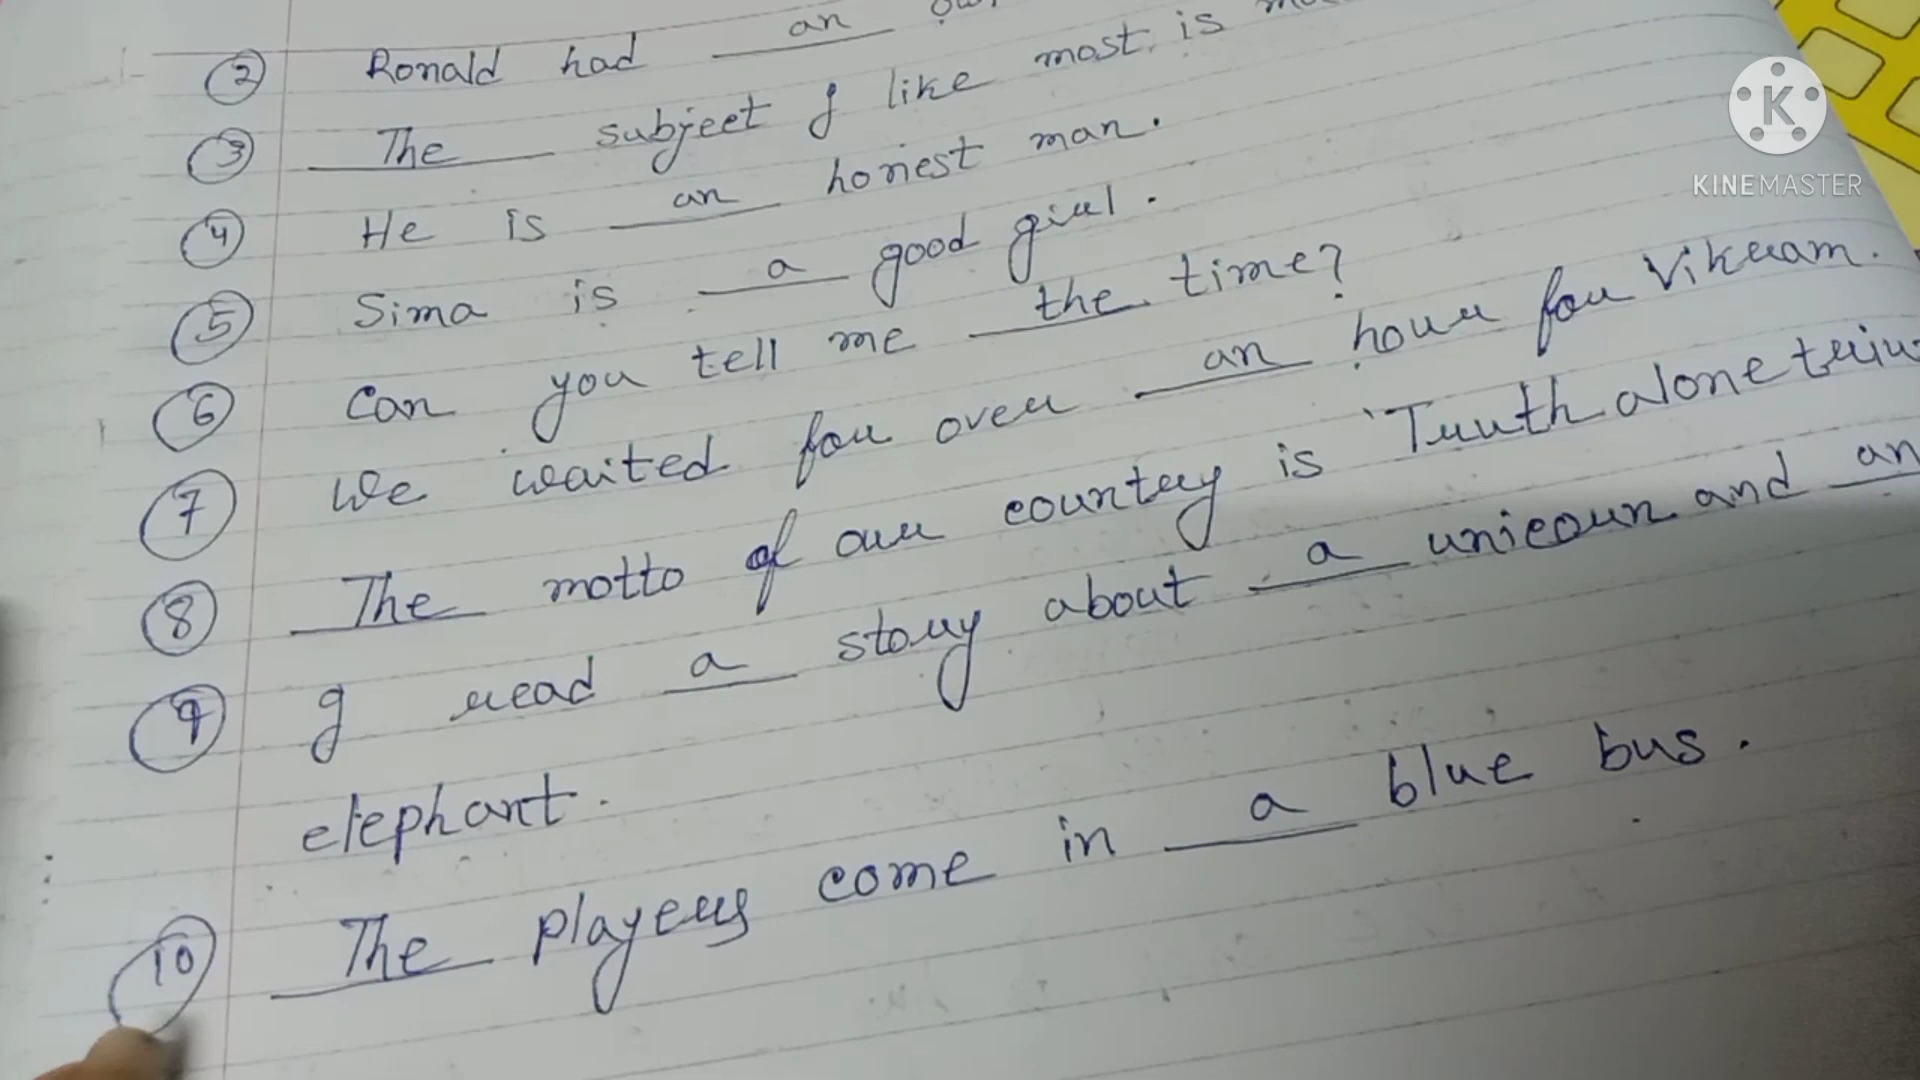 2 Ronald had an
3 The subject I like most is
4 He is an honest man.
5 Sima is a good girl.
6 Can you tell me the time?
7 We waited for over an hour for Vikram.
8 The motto of our country is 'Truth alone
9 I read a story about a unicorn and an
elephant.
10 The players come in a blue bus.
K
KINEMASTER